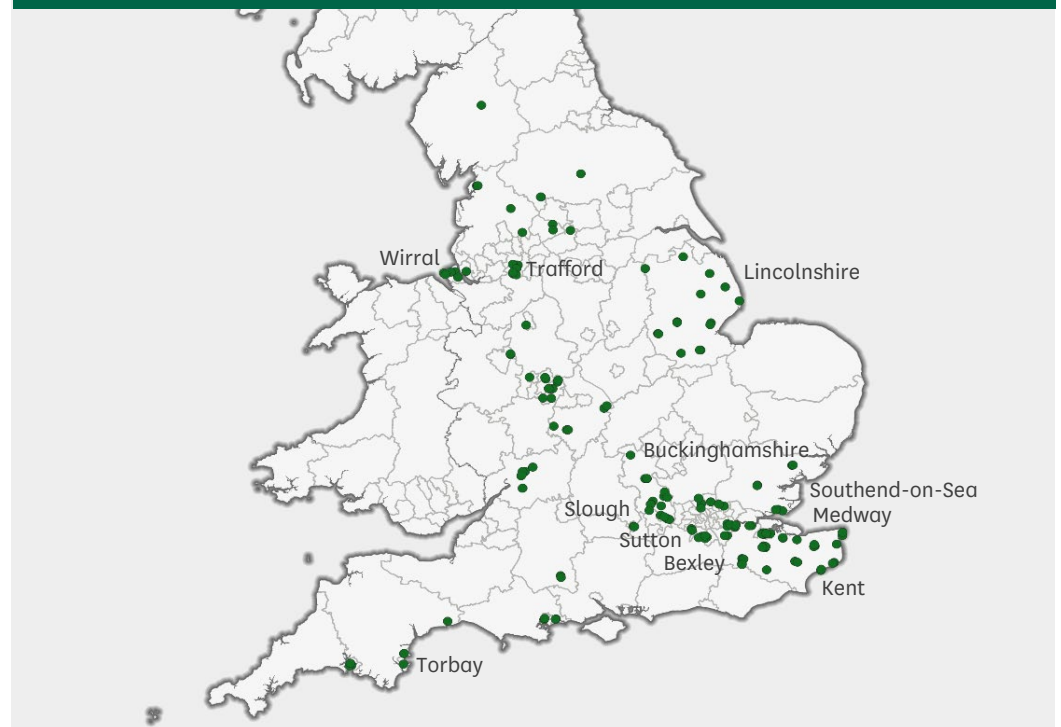 Wirral
Trafford
Lincolnshire
Buckinghamshire
Southend-on-Sea
Slough
Medway
Sutton
Bexley
Kent
Torbay